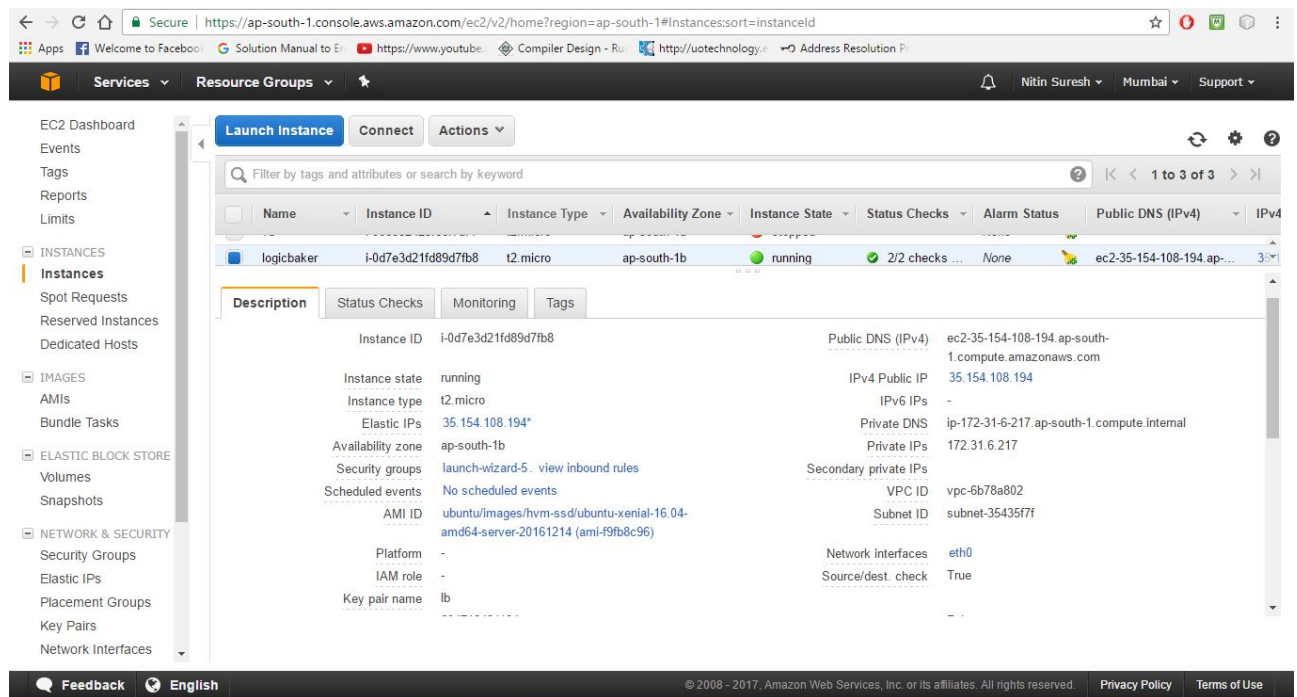 Secure | https://ap-south-1.console.aws.amazon.com/ec2/v2/home?region=ap-south-1#Instances:sort=instanceId
Apps Welcome to Faceboo Solution Manual to En https://www.youtube. Compiler Design - Ru http://uotechnology.e Address Resolution Pr
Services Resource Groups Nitin Suresh Mumbai Support
EC2 Dashboard
Events
Tags
Reports
Limits
INSTANCES
Instances
Spot Requests
Reserved Instances
Dedicated Hosts
IMAGES
AMIs
Bundle Tasks
ELASTIC BLOCK STORE
Volumes
Snapshots
NETWORK & SECURITY
Security Groups
Elastic IPs
Placement Groups
Key Pairs
Network Interfaces
Launch Instance Connect Actions
Filter by tags and attributes or search by keyword 1 to 3 of 3
Name Instance ID Instance Type Availability Zone Instance State Status Checks Alarm Status Public DNS (IPv4) IPv4
logicbaker i-0d7e3d21fd89d7fb8 t2.micro ap-south-1b running 2/2 checks ... None ec2-35-154-108-194.ap-...
Description Status Checks Monitoring Tags
Instance ID i-0d7e3d21fd89d7fb8
Instance state running
Instance type t2.micro
Elastic IPs 35.154.108.194*
Availability zone ap-south-1b
Security groups launch-wizard-5. view inbound rules
Scheduled events No scheduled events
AMI ID ubuntu/images/hvm-ssd/ubuntu-xenial-16.04-
amd64-server-20161214 (ami-f9fb8c96)
Platform -
IAM role -
Key pair name lb
Public DNS (IPv4) ec2-35-154-108-194.ap-south-
1.compute.amazonaws.com
IPv4 Public IP 35.154.108.194
IPv6 IPs -
Private DNS ip-172-31-6-217.ap-south-1.compute.internal
Private IPs 172.31.6.217
Secondary private IPs
VPC ID vpc-6b78a802
Subnet ID subnet-35435f7f
Network interfaces eth0
Source/dest. check True
Feedback English © 2008 - 2017, Amazon Web Services, Inc. or its affiliates. All rights reserved. Privacy Policy Terms of Use